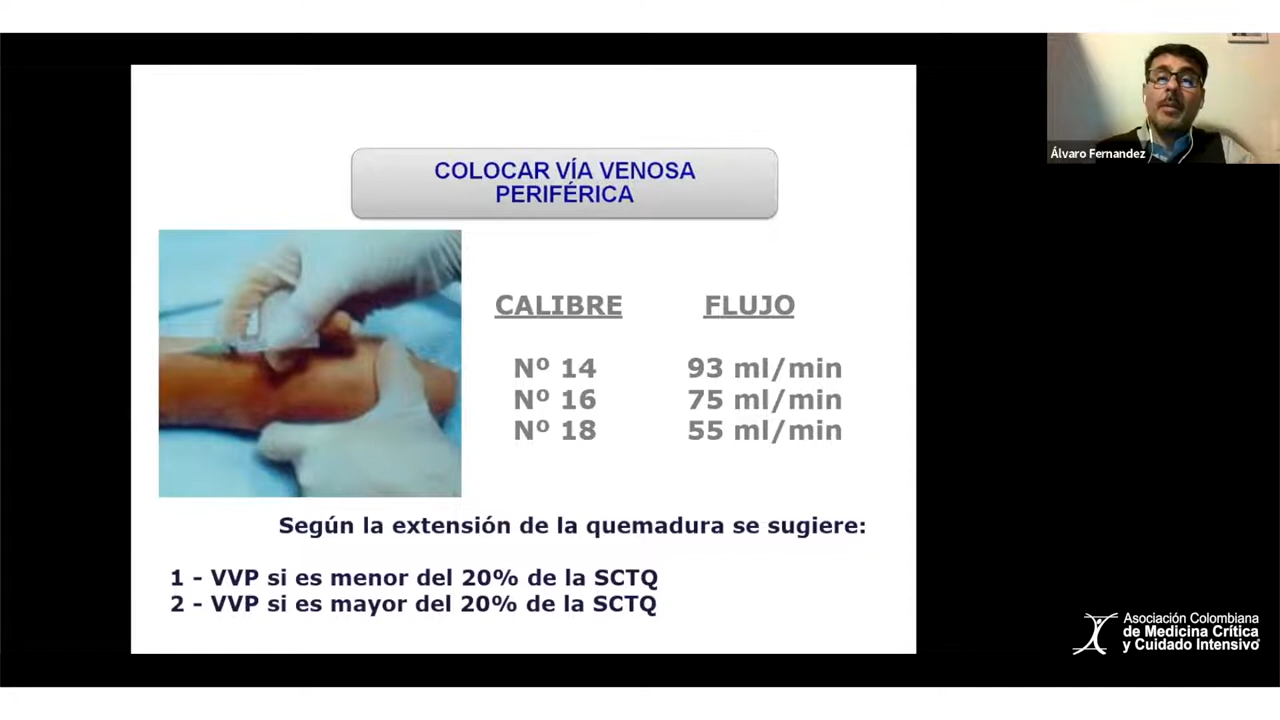 COLOCAR VÍA VENOSA
PERIFÉRICA
CALIBRE FLUJO
Nº 14 93 ml/min
Nº 16 75 ml/min
Nº 18 55 ml/min
Según la extensión de la quemadura se sugiere:
1 - VVP si es menor del 20% de la SCTQ
2 - VVP si es mayor del 20% de la SCTQ
Álvaro Fernandez
Asociación Colombiana
de Medicina Crítica
y Cuidado Intensivo